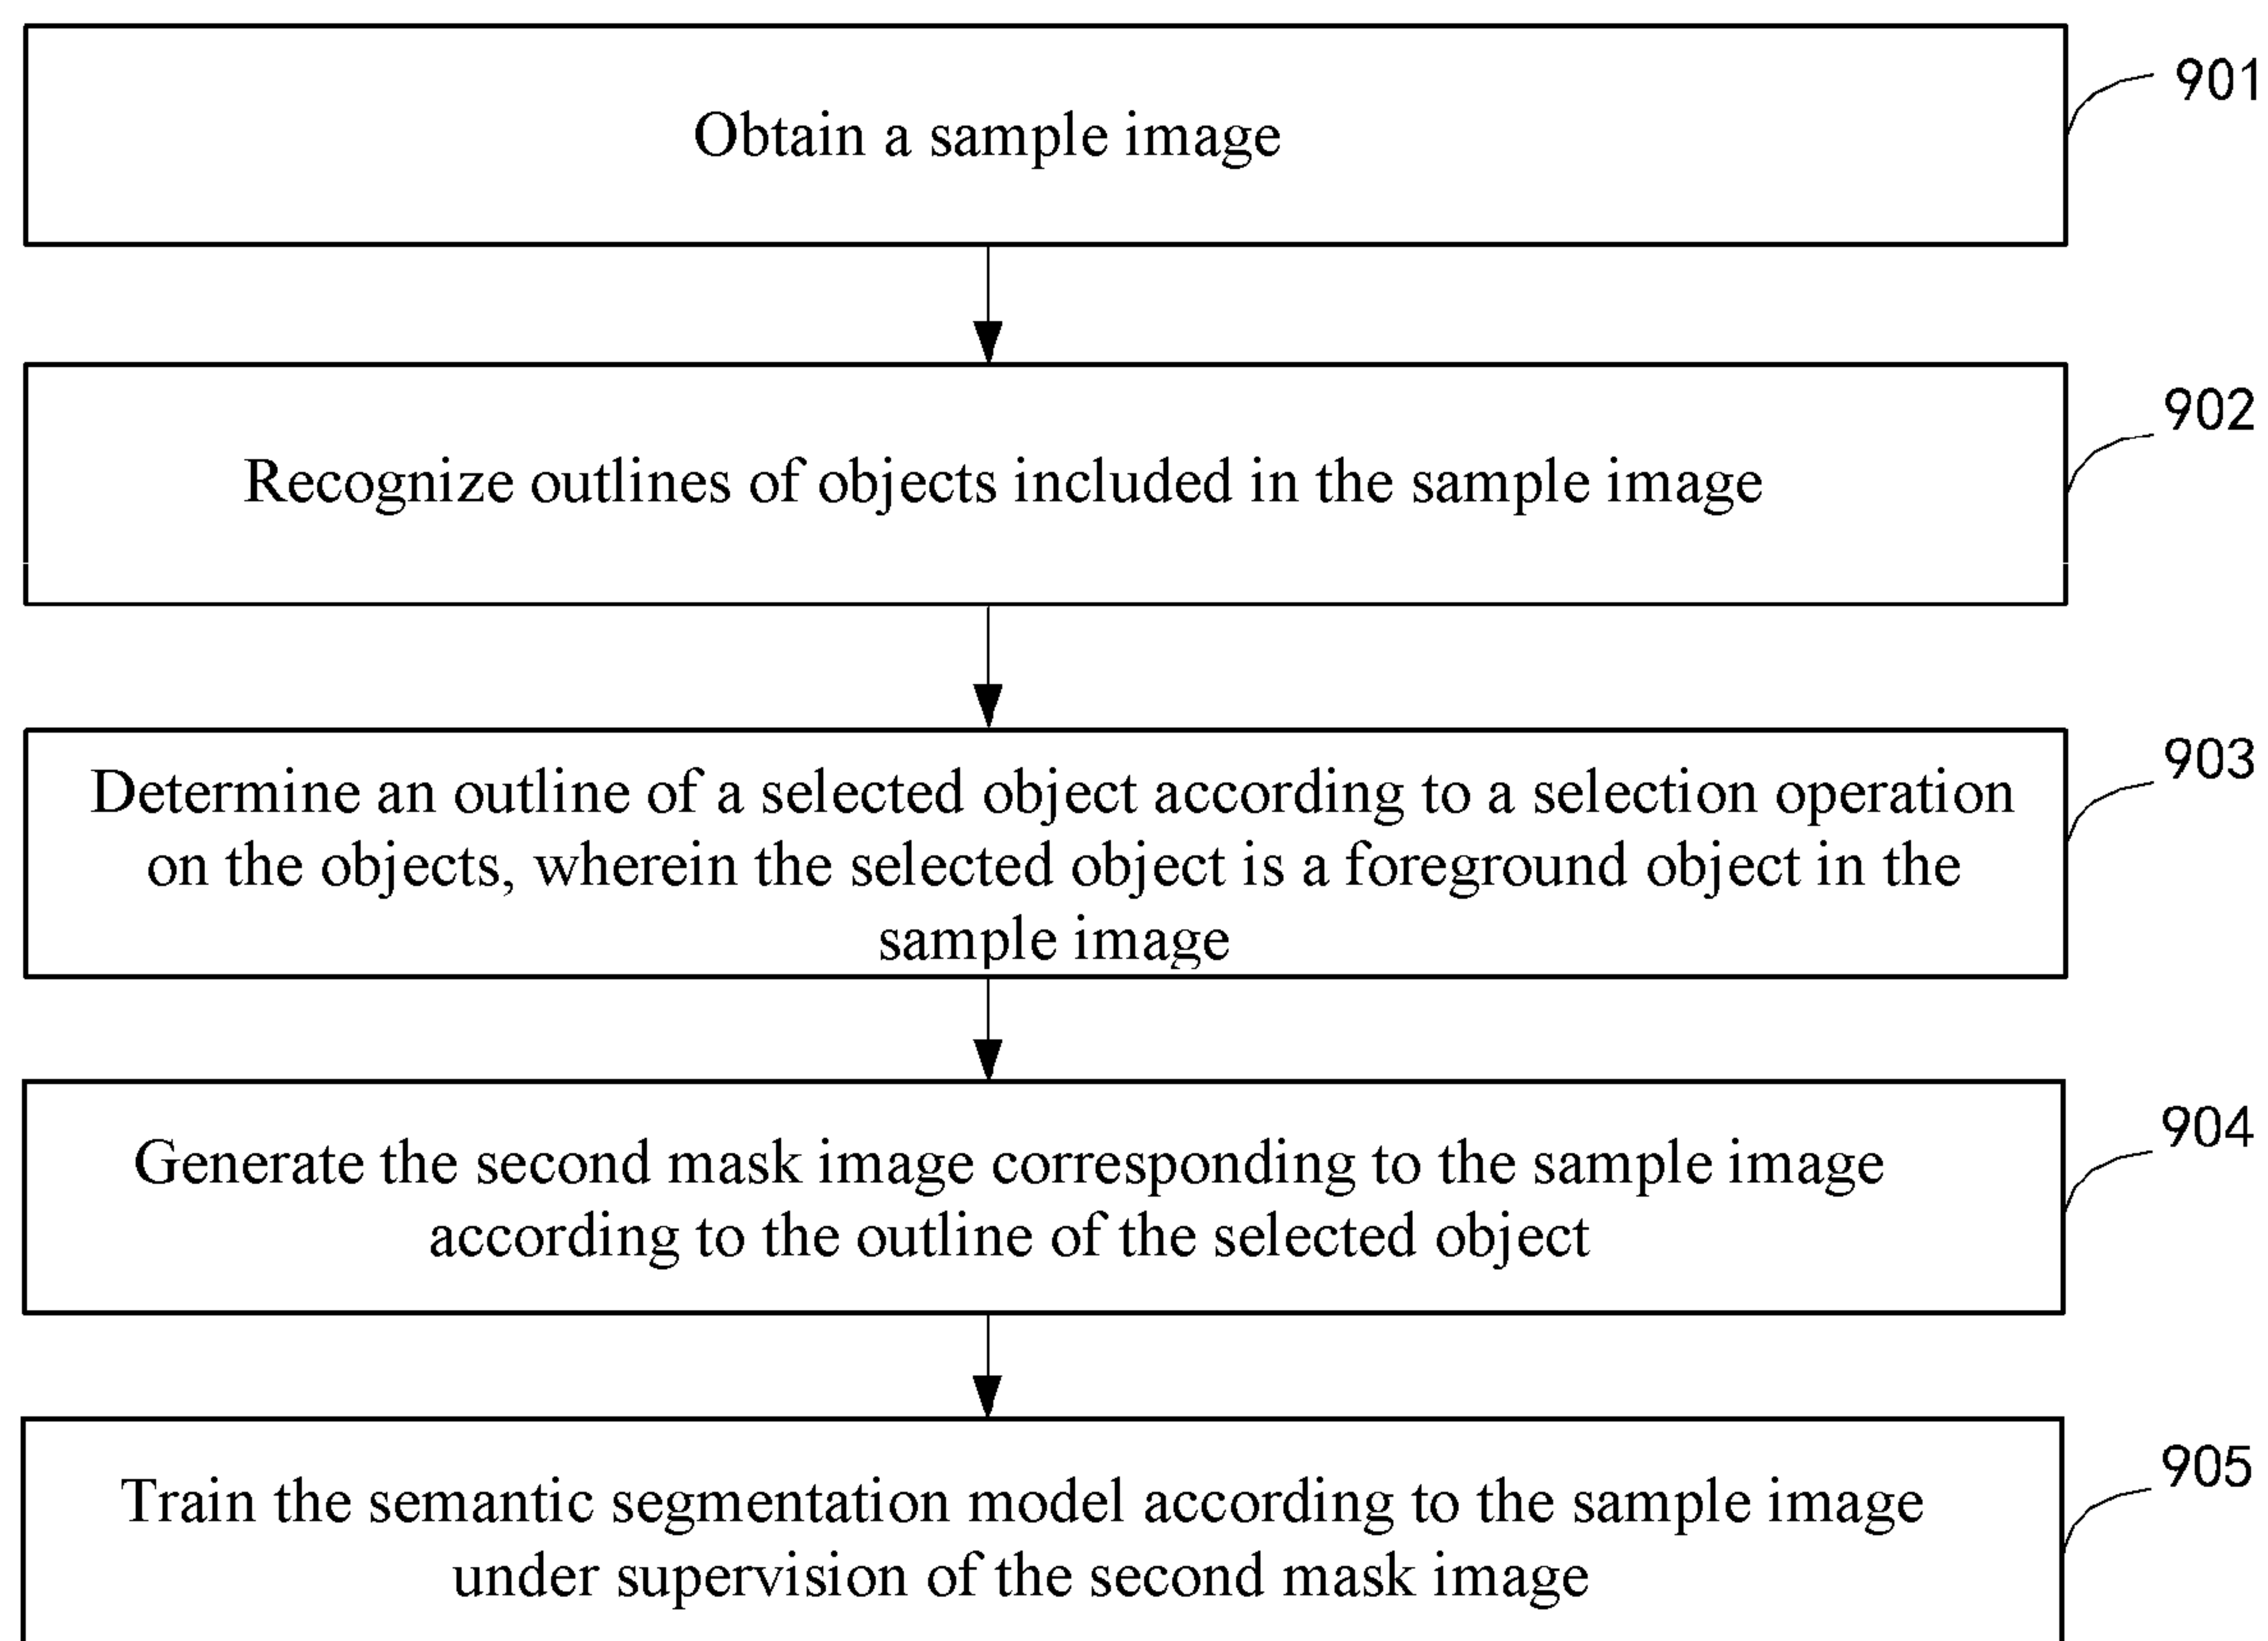 Obtain a sample image
901
Recognize outlines of objects included in the sample image
902
Determine an outline of a selected object according to a selection operation
on the objects, wherein the selected object is a foreground object in the
sample image
903
Generate the second mask image corresponding to the sample image
according to the outline of the selected object
904
Train the semantic segmentation model according to the sample image
under supervision of the second mask image
905